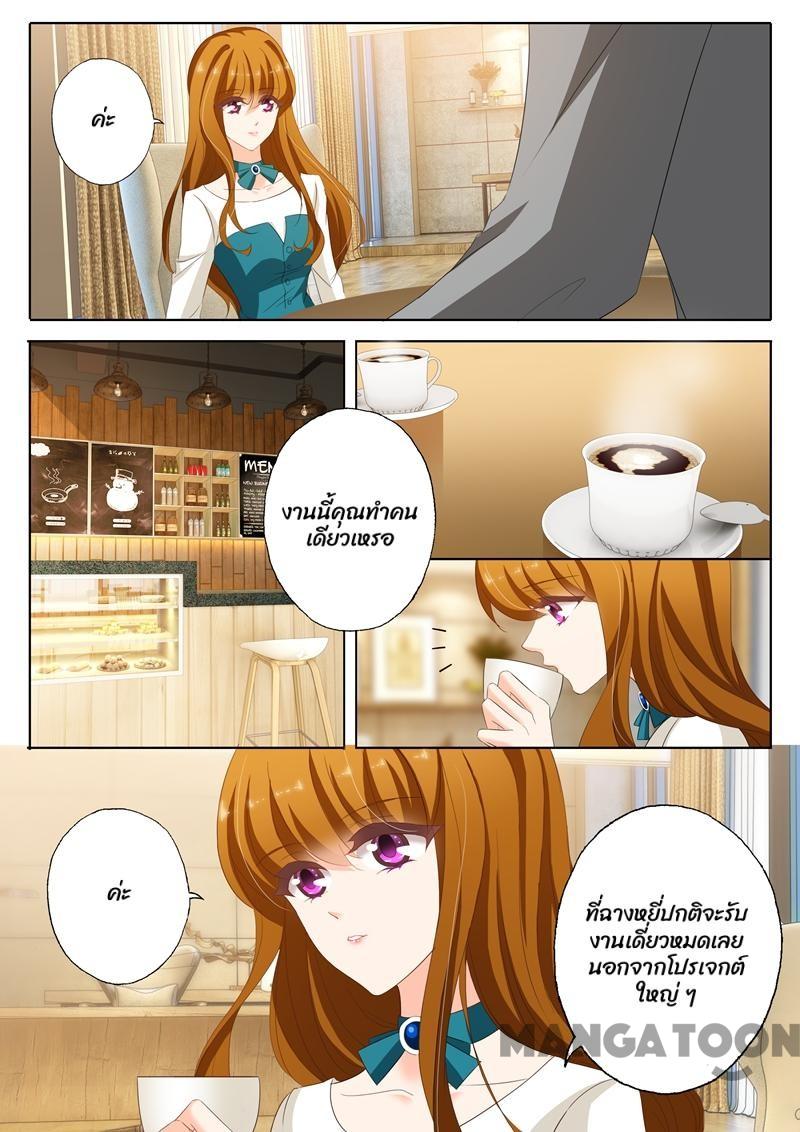 ค่ะ
MEN
งานนี้คุณทำคน
เดียวเหรอ
ค่ะ
ที่ฉางหยี่ปกติจะรับ
งานเดี่ยวหมดเลย
นอกจากโปรเจกต์
ใหญ่ ๆ
MANGATOON